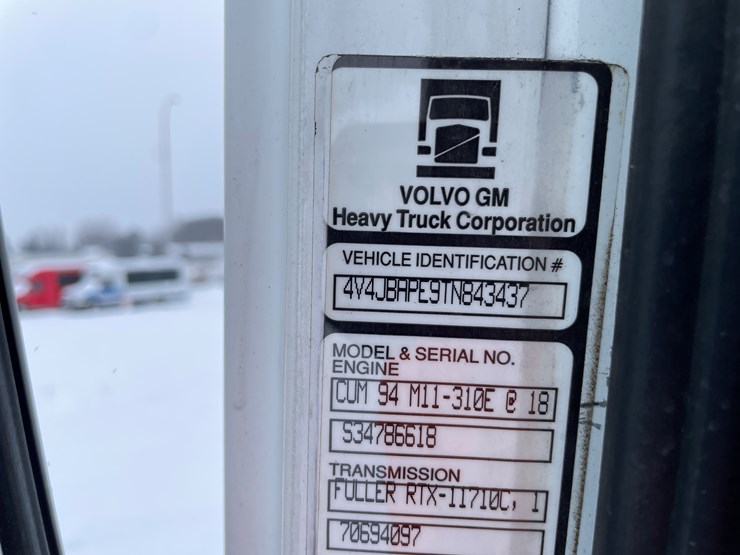 VOLVO GM
Heavy Truck Corporation
VEHICLE IDENTIFICATION #
4V4JBAPE9TN843437
MODEL & SERIAL NO.
ENGINE
CUM 94 M11-310E @ 18
S34786618
TRANSMISSION
FULLER RTX-11710C, 1
70694097